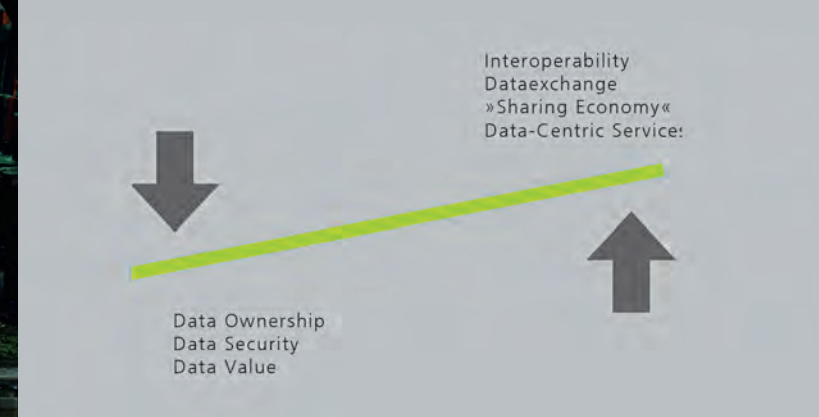 Interoperability
Dataexchange
»Sharing Economy«
Data-Centric Services
Data Ownership
Data Security
Data Value